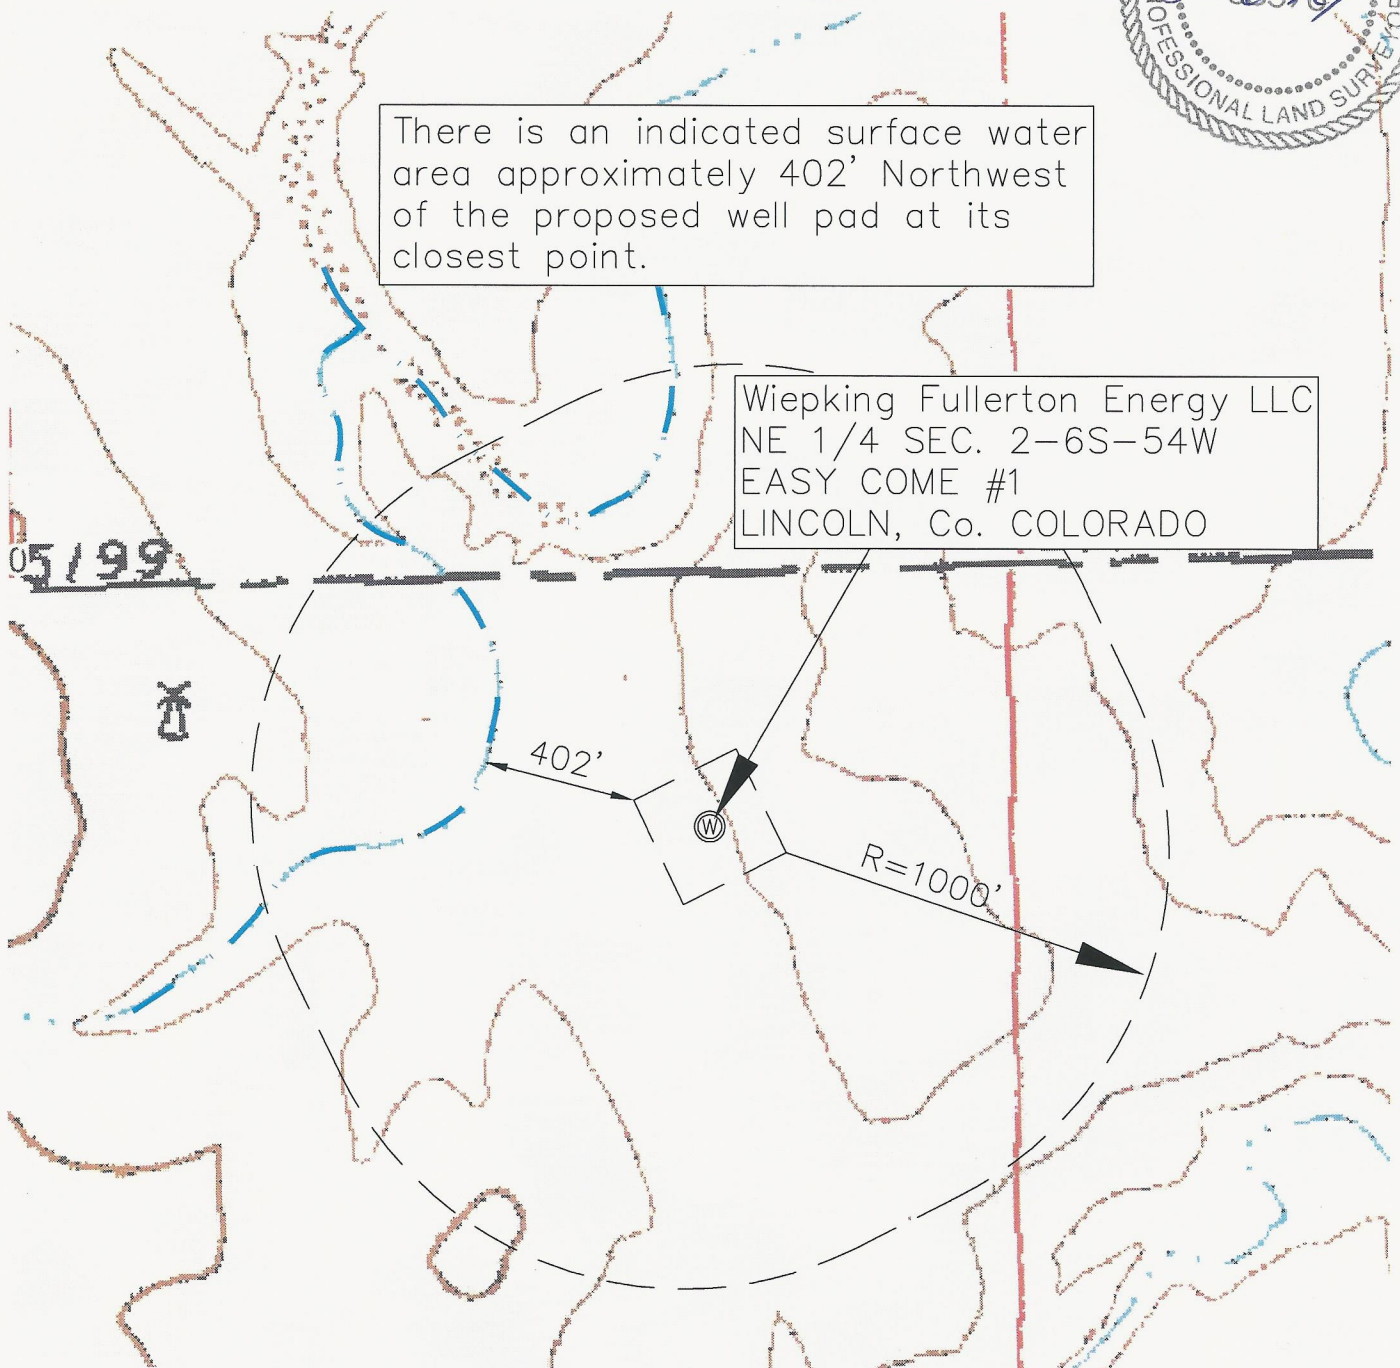 PROFESSIONAL LAND SURVEYOR
There is an indicated surface water
area approximately 402' Northwest
of the proposed well pad at its
closest point.
Wiepking Fullerton Energy LLC
NE 1/4 SEC. 2-6S-54W
EASY COME #1
LINCOLN, Co. COLORADO
5199
402'
W
R=1000'